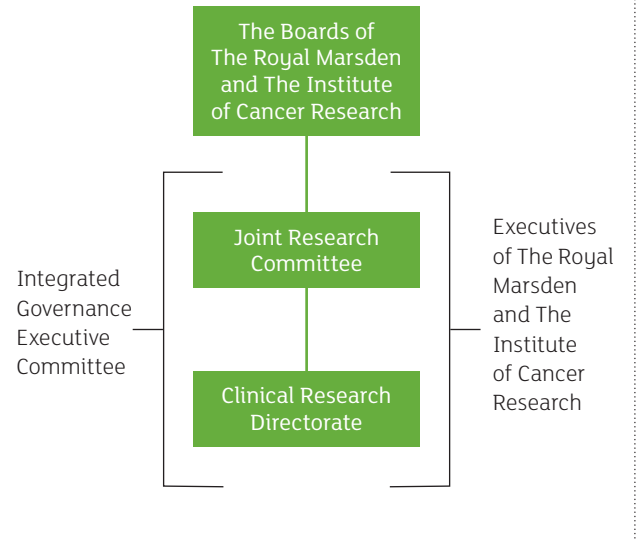 The Boards of
The Royal Marsden
and The Institute
of Cancer Research
Joint Research
Committee
Clinical Research
Directorate
Integrated
Governance
Executive
Committee
Executives
of The Royal
Marsden
and The
Institute
of Cancer
Research